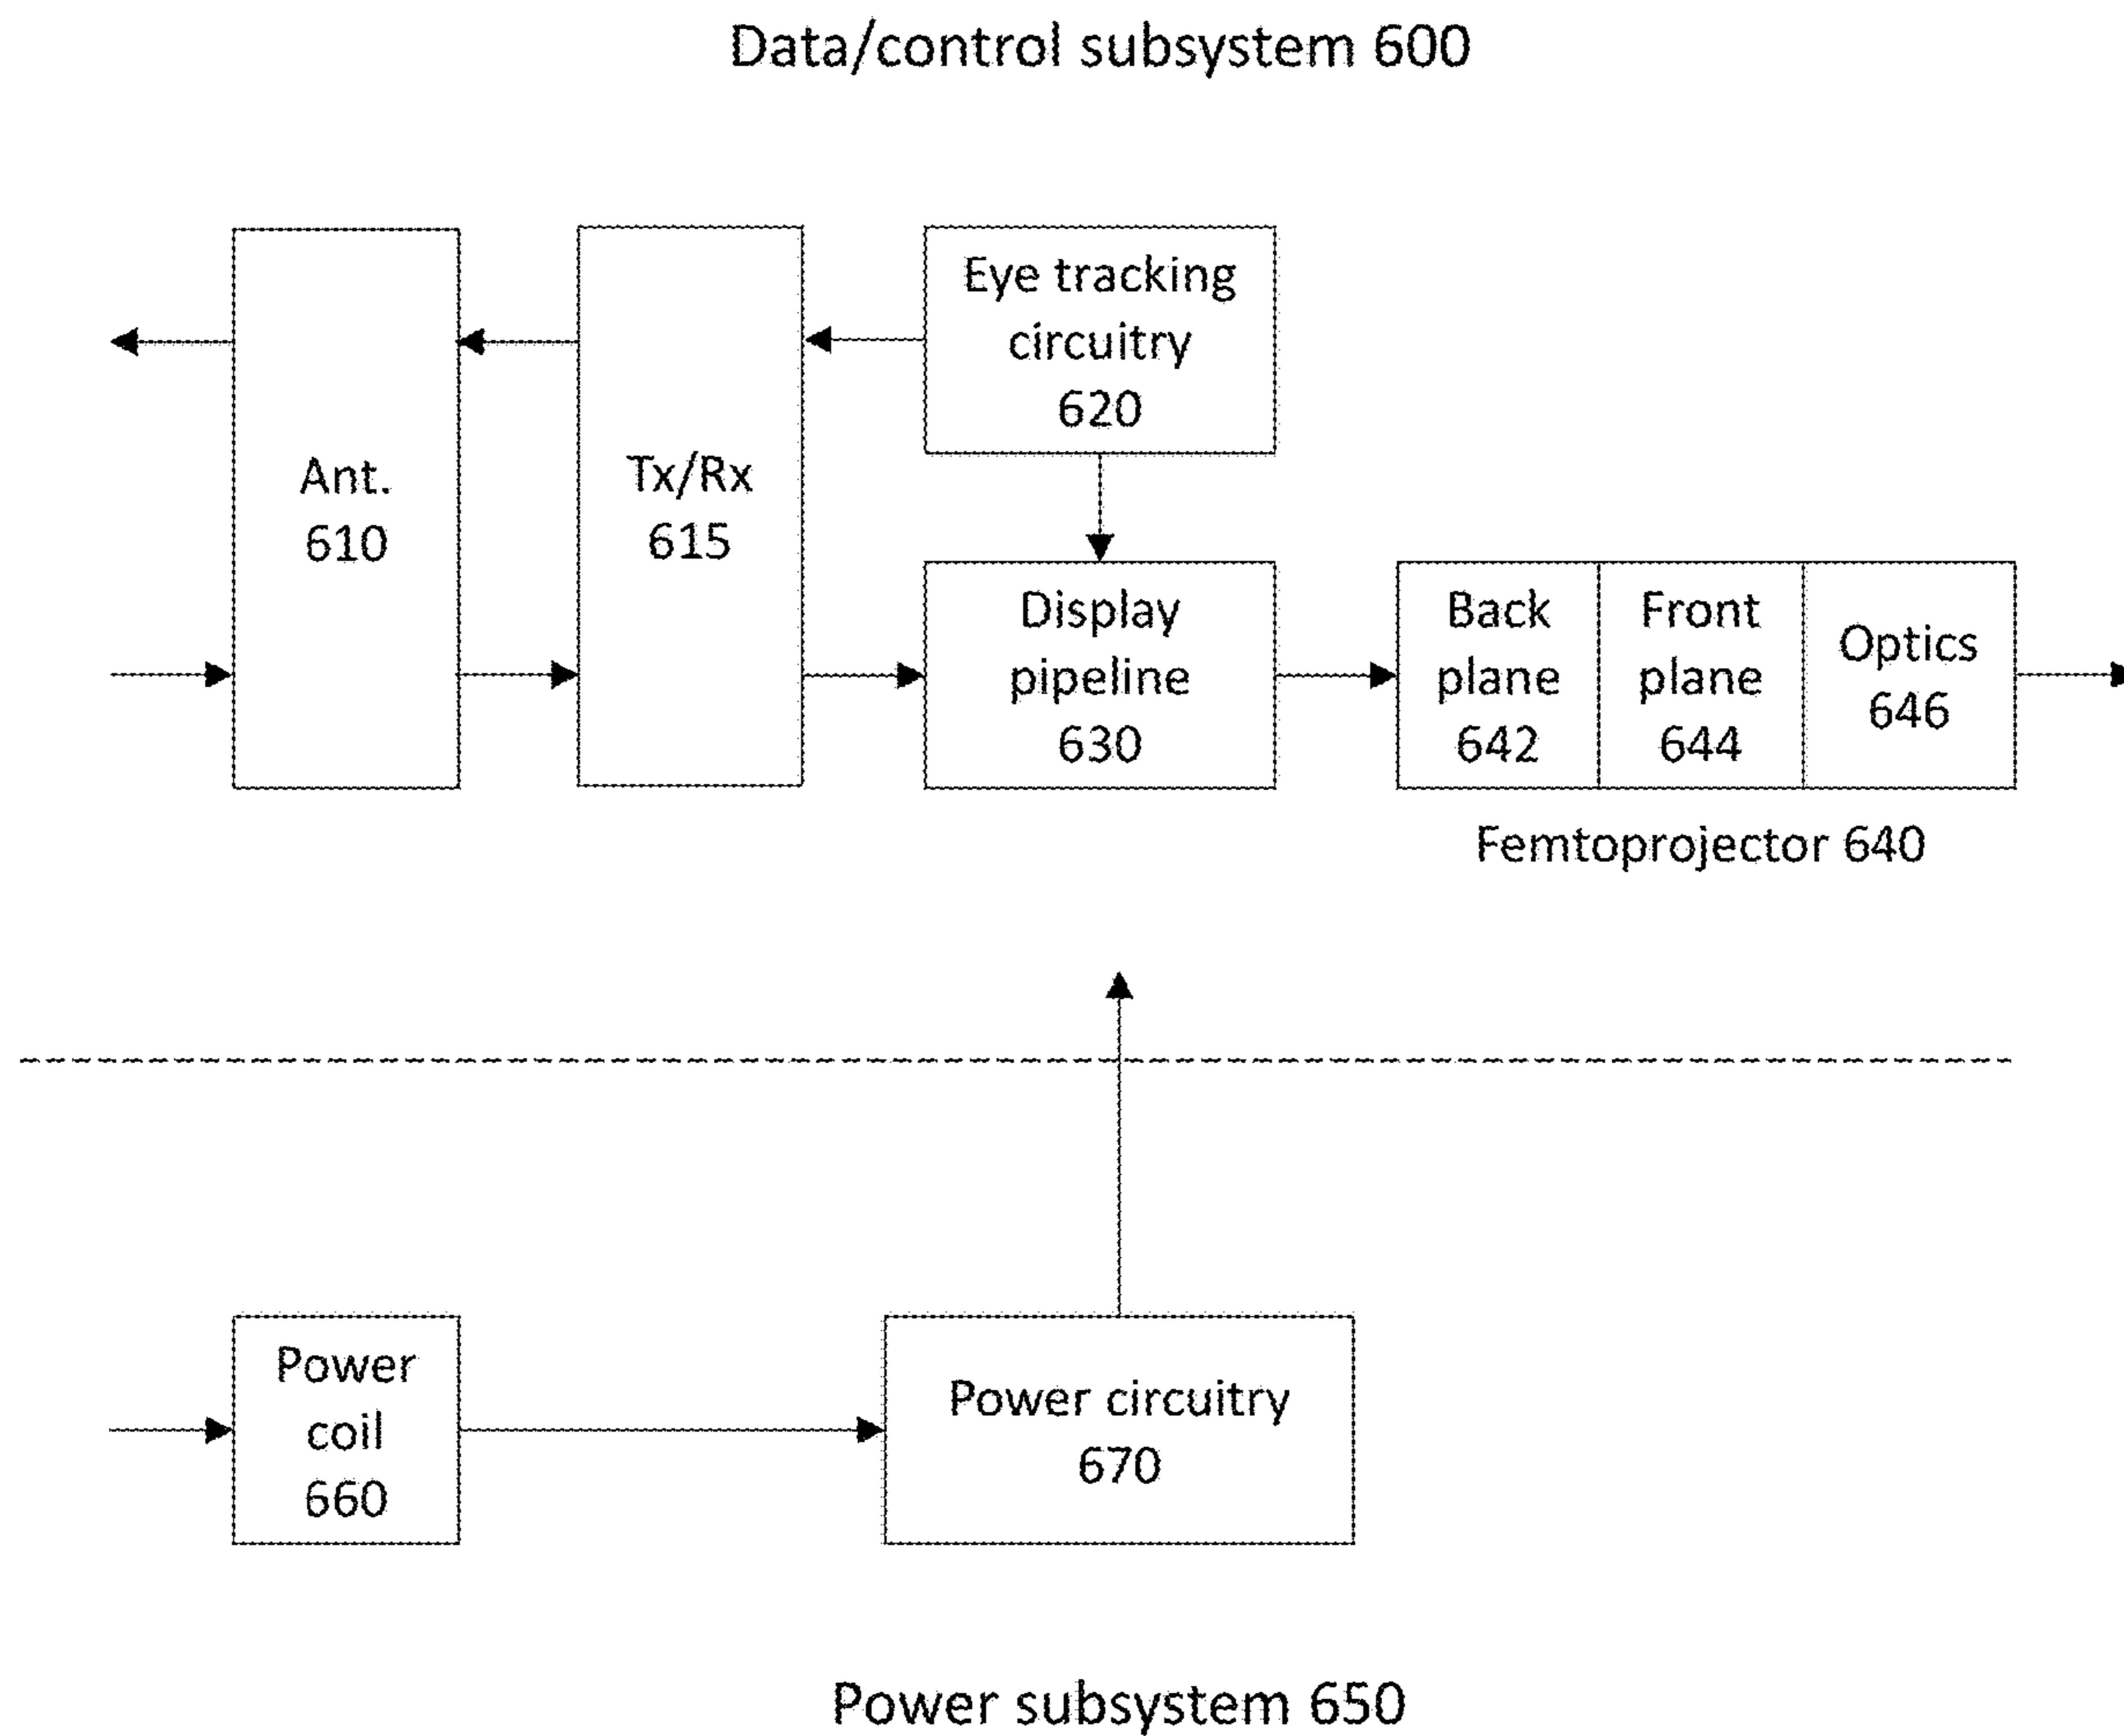 Data/control subsystem 600
Ant.
610
Tx/Rx
615
Eye tracking
circuitry
620
Display
pipeline
630
Back
plane
642
Front
plane
644
Optics
646
Femtoprojector 640
Power
coil
660
Power circuitry
670
Power subsystem 650